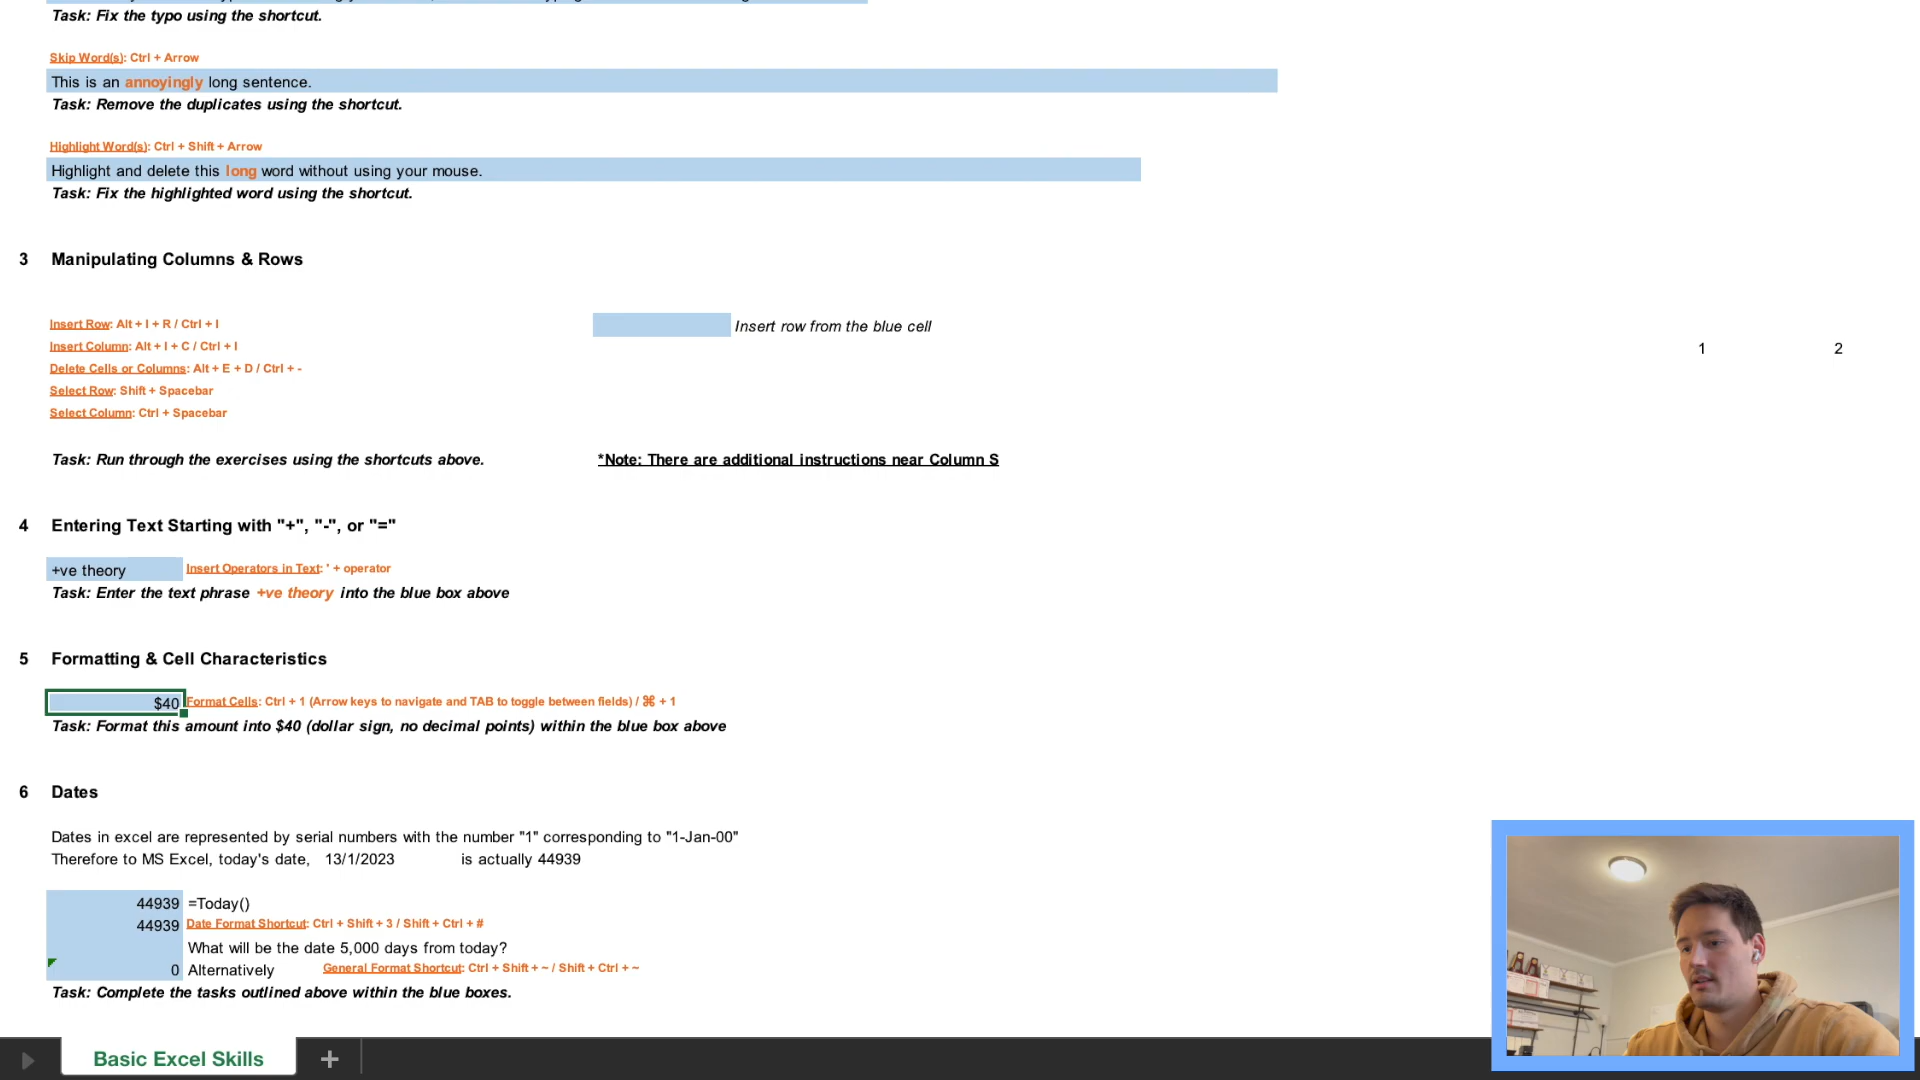 Task: Fix the typo using the shortcut.
Skip Word(s): Ctrl + Arrow
This is an annoyingly long sentence.
Task: Remove the duplicates using the shortcut.
Highlight Word(s): Ctrl + Shift + Arrow
Highlight and delete this long word without using your mouse.
Task: Fix the highlighted word using the shortcut.
3 Manipulating Columns & Rows
Insert Row: Alt + I + R / Ctrl + I
Insert row from the blue cell
Insert Column: Alt + I + C / Ctrl + I
1 2
Delete Cells or Columns: Alt + E + D / Ctrl + -
Select Row: Shift + Spacebar
Select Column: Ctrl + Spacebar
Task: Run through the exercises using the shortcuts above. *Note: There are additional instructions near Column S
4 Entering Text Starting with "+", "-", or "="
+ve theory Insert Operators in Text: ' + operator
Task: Enter the text phrase +ve theory into the blue box above
5 Formatting & Cell Characteristics
$40 Format Cells: Ctrl + 1 (Arrow keys to navigate and TAB to toggle between fields) / ⌘ + 1
Task: Format this amount into $40 (dollar sign, no decimal points) within the blue box above
6 Dates
Dates in excel are represented by serial numbers with the number "1" corresponding to "1-Jan-00"
Therefore to MS Excel, today's date, 13/1/2023 is actually 44939
44939 =Today()
44939 Date Format Shortcut: Ctrl + Shift + 3 / Shift + Ctrl + #
What will be the date 5,000 days from today?
0 Alternatively General Format Shortcut: Ctrl + Shift + ~ / Shift + Ctrl + ~
Task: Complete the tasks outlined above within the blue boxes.
Basic Excel Skills +